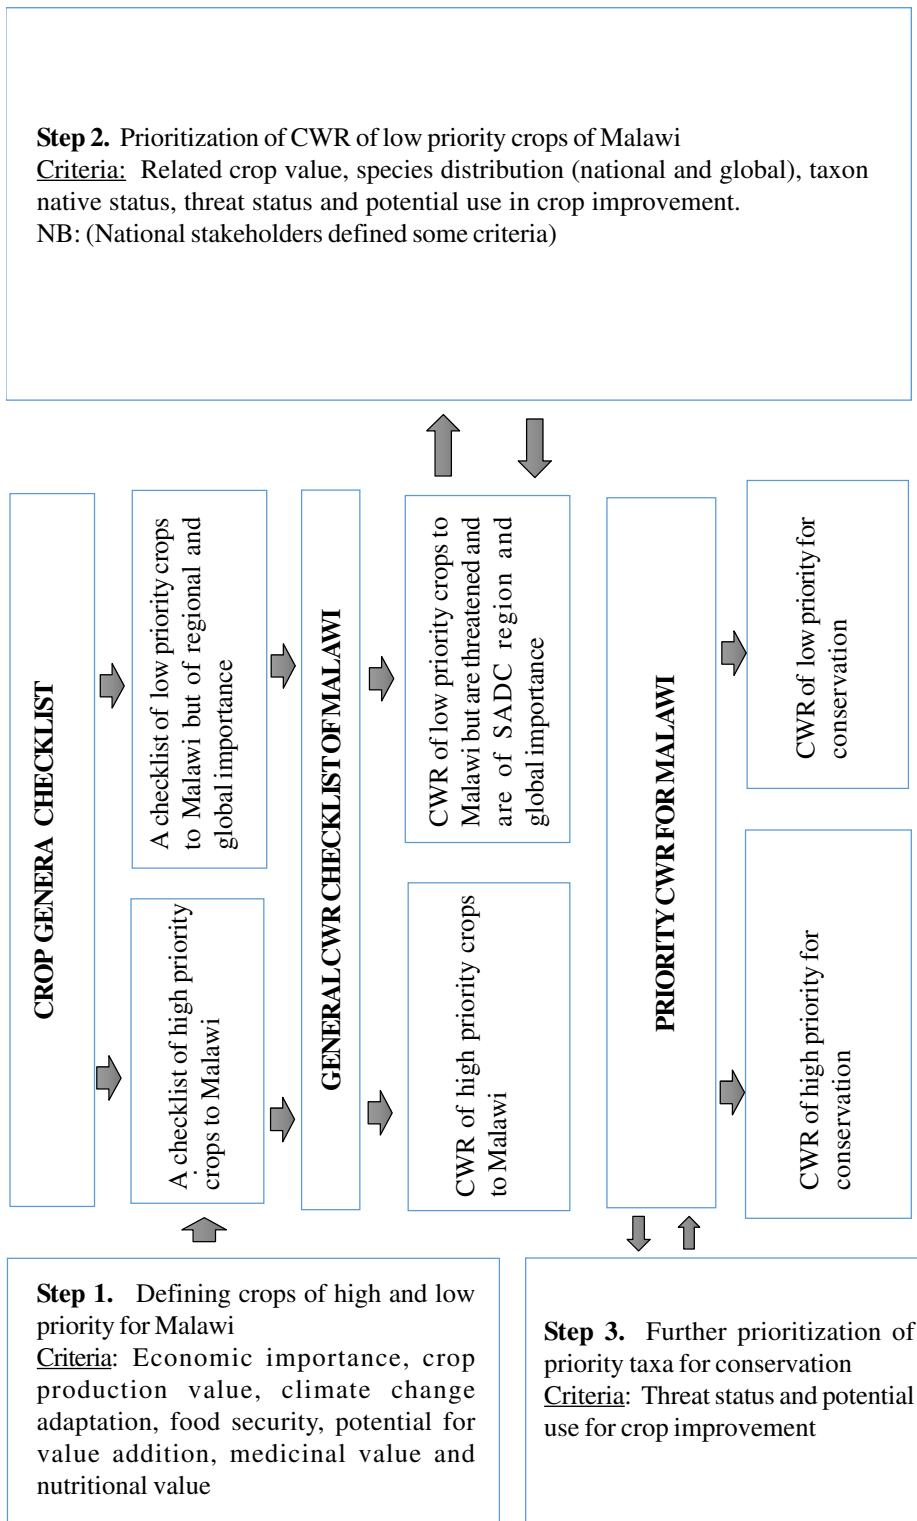 Step 2. Prioritization of CWR of low priority crops of Malawi
Criteria: Related crop value, species distribution (national and global), taxon
native status, threat status and potential use in crop improvement.
NB: (National stakeholders defined some criteria)
CROP GENERA CHECKLIST
A checklist of low priority crops
to Malawi but of regional and
global importance
A checklist of high priority
crops to Malawi
GENERAL CWR CHECKLIST OF MALAWI
CWR of low priority crops to
Malawi but are threatened and
are of SADC region and
global importance
CWR of high priority crops
to Malawi
PRIORITY CWR FOR MALAWI
CWR of low priority for
conservation
CWR of high priority for
conservation
Step 1. Defining crops of high and low
priority for Malawi
Criteria: Economic importance, crop
production value, climate change
adaptation, food security, potential for
value addition, medicinal value and
nutritional value
Step 3. Further prioritization of
priority taxa for conservation
Criteria: Threat status and potential
use for crop improvement